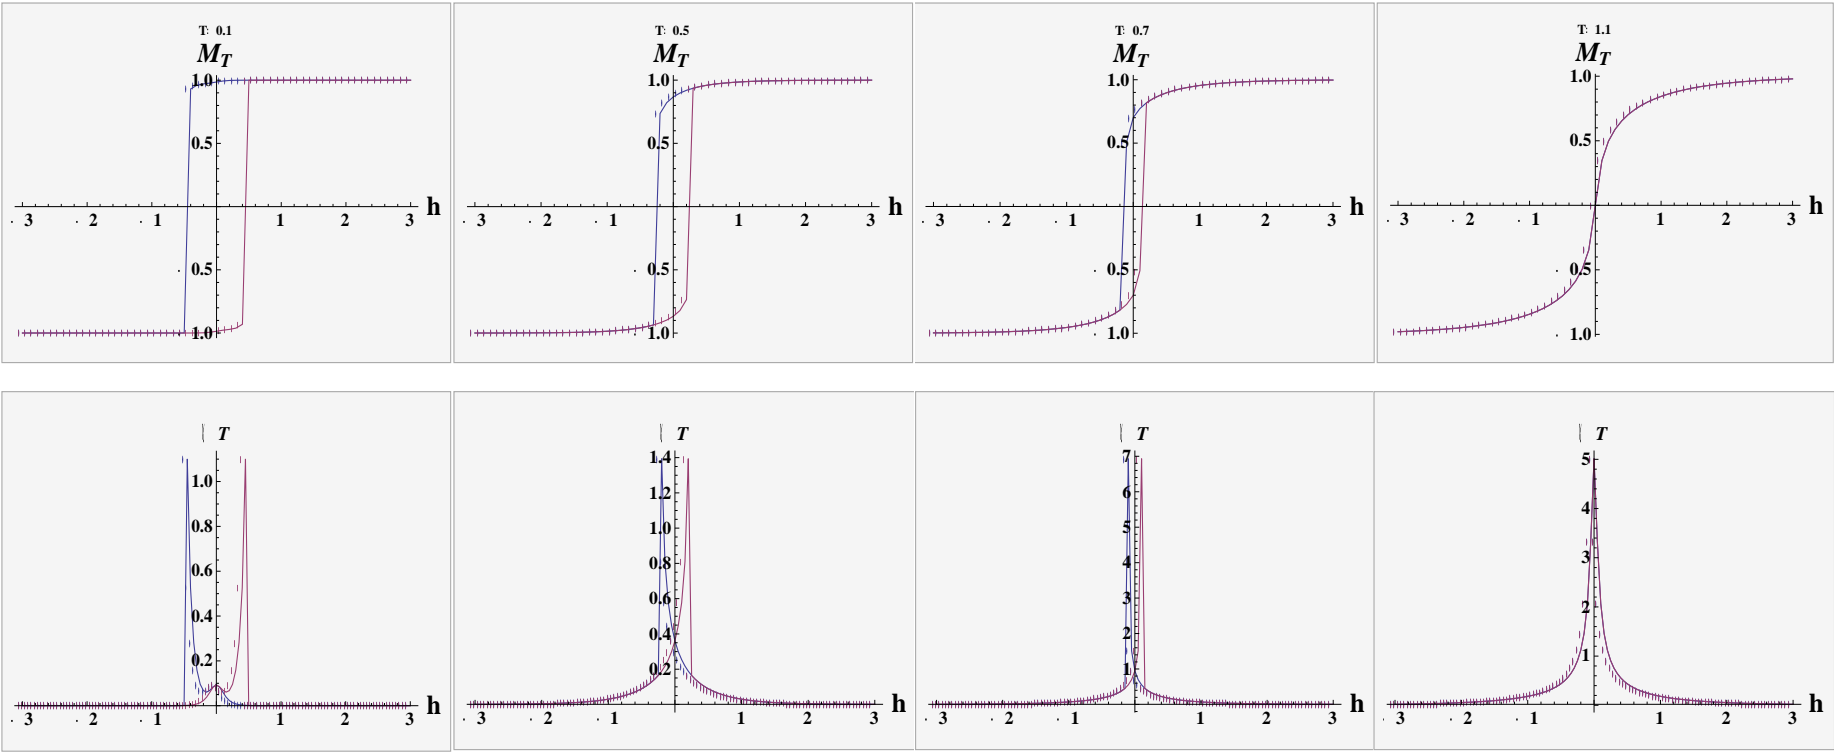 T: 0.1
M_T
1.0
0.5
. 3 . 2 . 1 1 2 3 h
. 0.5
. 1.0
T: 0.5
M_T
1.0
0.5
. 3 . 2 . 1 1 2 3 h
. 0.5
. 1.0
T: 0.7
M_T
1.0
0.5
. 3 . 2 . 1 1 2 3 h
. 0.5
. 1.0
T: 1.1
M_T
1.0
0.5
. 3 . 2 . 1 1 2 3 h
. 0.5
. 1.0
T
1.0
0.8
0.6
0.4
0.2
. 3 . 2 . 1 1 2 3 h
T
1.4
1.2
1.0
0.8
0.6
0.4
0.2
. 3 . 2 . 1 1 2 3 h
T
7
6
5
4
3
2
1
. 3 . 2 . 1 1 2 3 h
T
5
4
3
2
1
. 3 . 2 . 1 1 2 3 h